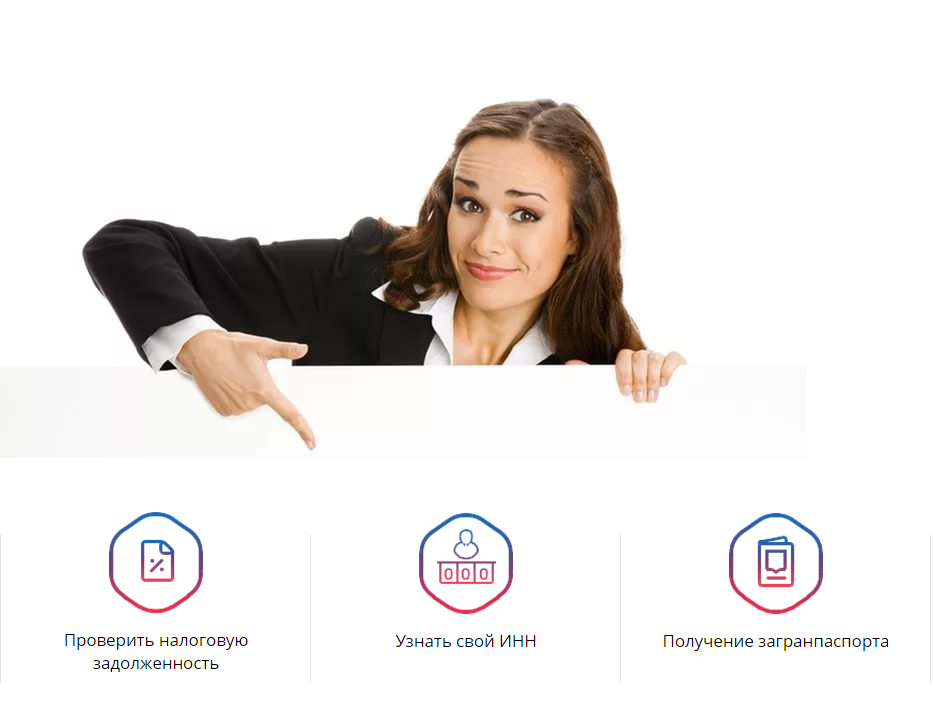 Проверить налоговую
задолженность
Узнать свой ИНН
Получение загранпаспорта